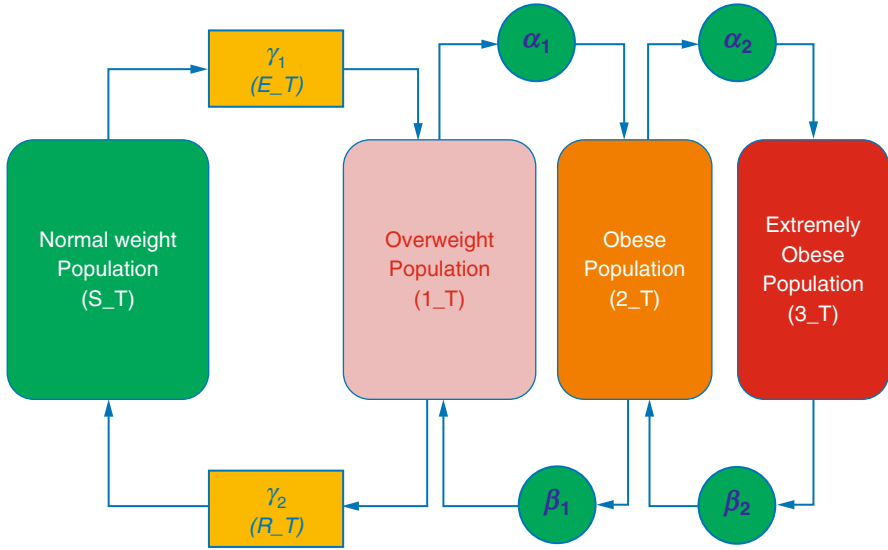 γ1
(E_T)
α1
α2
Normal weight
Population
(S_T)
Overweight
Population
(1_T)
Obese
Population
(2_T)
Extremely
Obese
Population
(3_T)
γ2
(R_T)
β1
β2